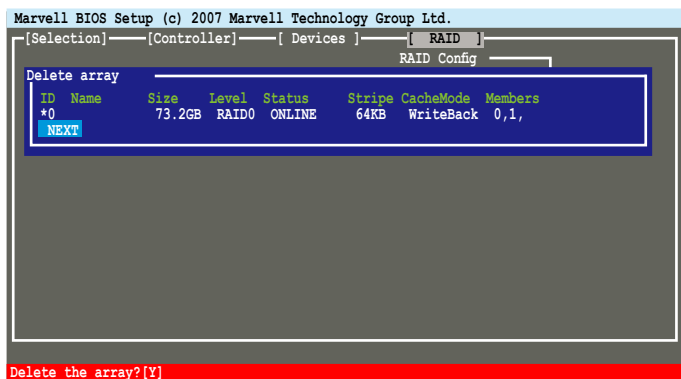 Marvell BIOS Setup (c) 2007 Marvell Technology Group Ltd.
[Selection] [Controller] [ Devices ] [ RAID ]
RAID Config
Delete array
ID Name Size Level Status Stripe CacheMode Members
*0 73.2GB RAID0 ONLINE 64KB WriteBack 0,1,
NEXT
Delete the array?[Y]